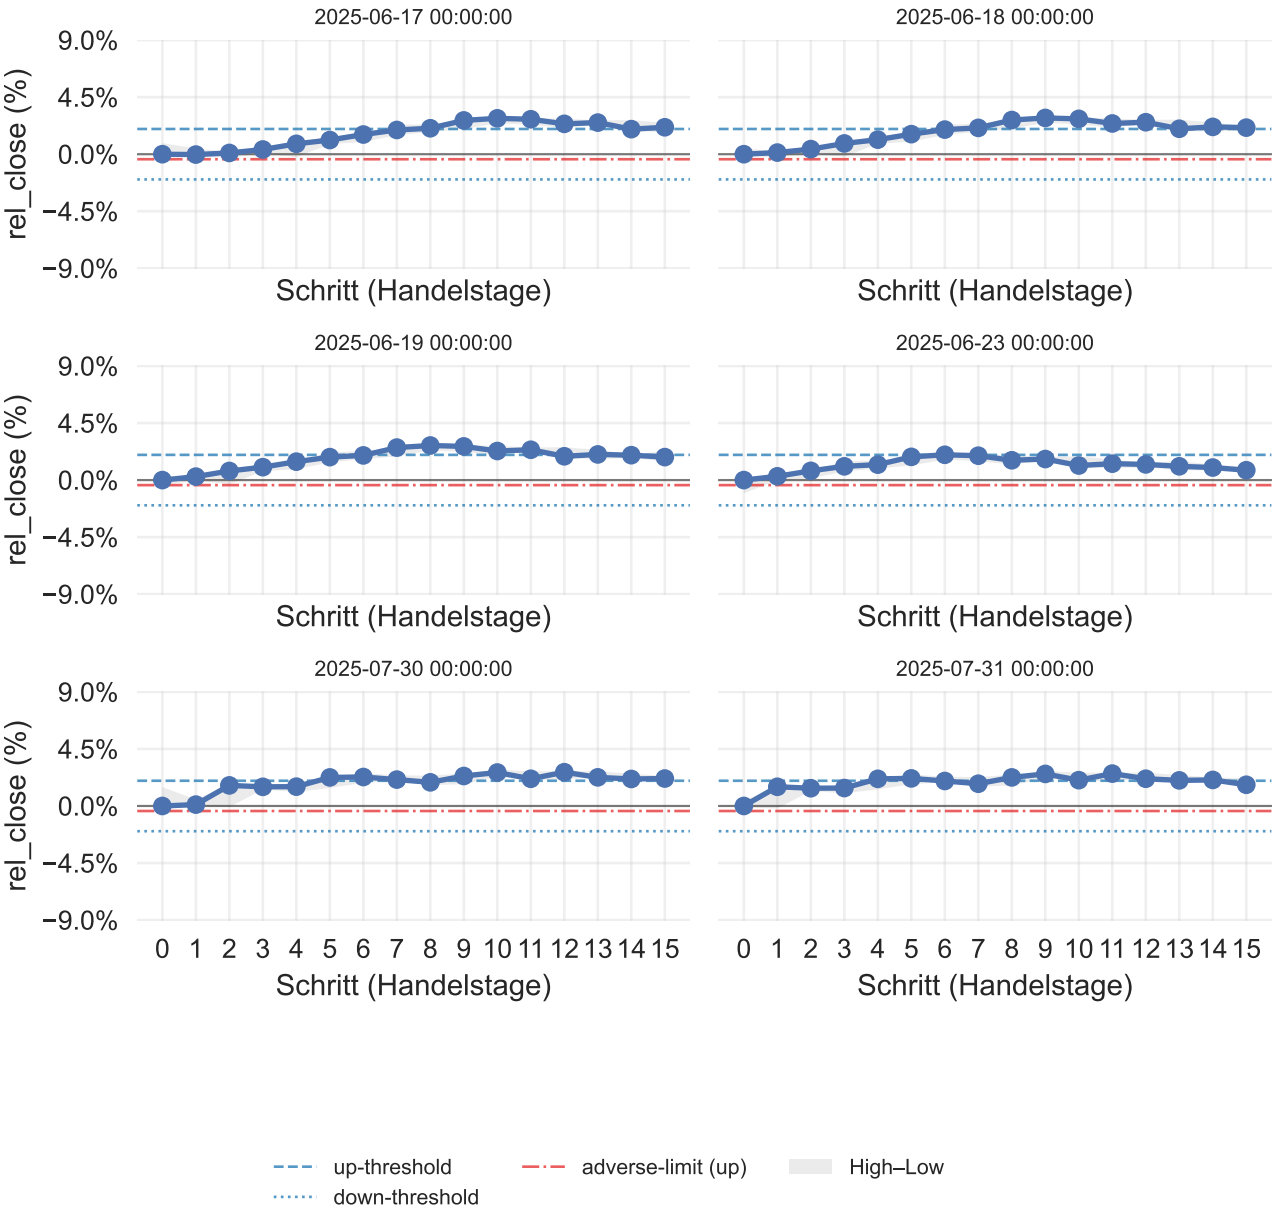 2025-06-17 00:00:00
2025-06-18 00:00:00
9.0%
4.5%
0.0%
−4.5%
−9.0%
rel_close (%)
Schritt (Handelstage)
Schritt (Handelstage)
2025-06-19 00:00:00
2025-06-23 00:00:00
9.0%
4.5%
0.0%
−4.5%
−9.0%
rel_close (%)
Schritt (Handelstage)
Schritt (Handelstage)
2025-07-30 00:00:00
2025-07-31 00:00:00
9.0%
4.5%
0.0%
−4.5%
−9.0%
rel_close (%)
0 1 2 3 4 5 6 7 8 9 10 11 12 13 14 15
0 1 2 3 4 5 6 7 8 9 10 11 12 13 14 15
Schritt (Handelstage)
Schritt (Handelstage)
up-threshold
down-threshold
adverse-limit (up)
High–Low